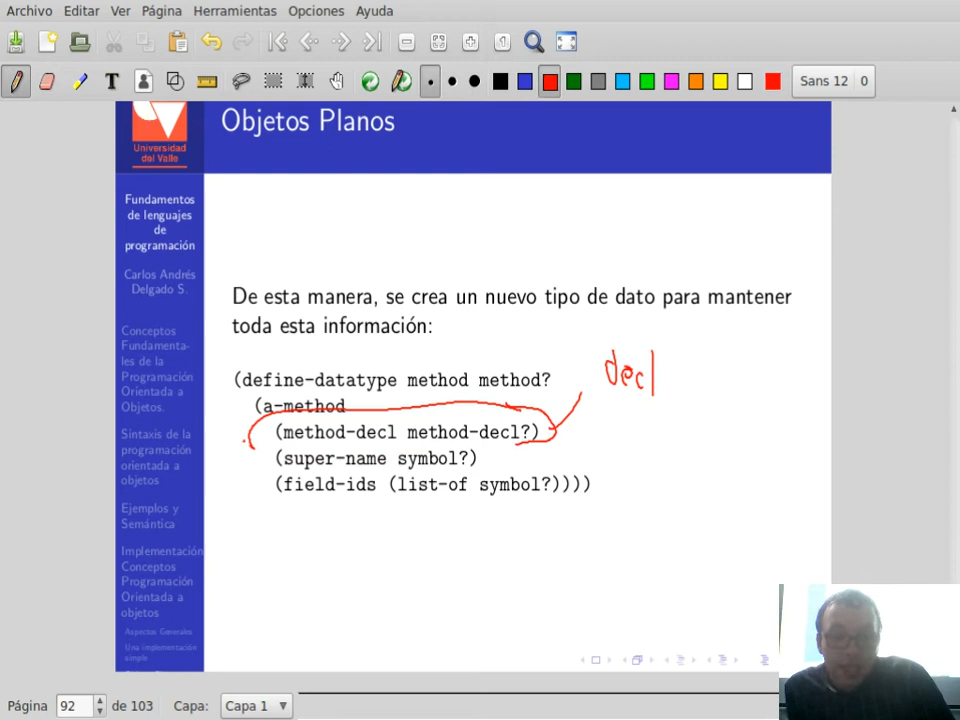 Archivo Editar Ver Página Herramientas Opciones Ayuda
Sans 12 0
Universidad
del Valle
Objetos Planos
Fundamentos
de lenguajes
de
programación
Carlos Andrés
Delgado S.
Conceptos
Fundamenta-
les de la
Programación
Orientada a
Objetos.
Sintaxis de la
programación
orientada a
objetos
Ejemplos y
Semántica
Implementación
Conceptos
Programación
Orientada a
objetos
Aspectos Generales
Una implementación
simple
De esta manera, se crea un nuevo tipo de dato para mantener
toda esta información:
decl
(define-datatype method method?
(a-method
(method-decl method-decl?)
(super-name symbol?)
(field-ids (list-of symbol?))))
Página 92 de 103 Capa: Capa 1